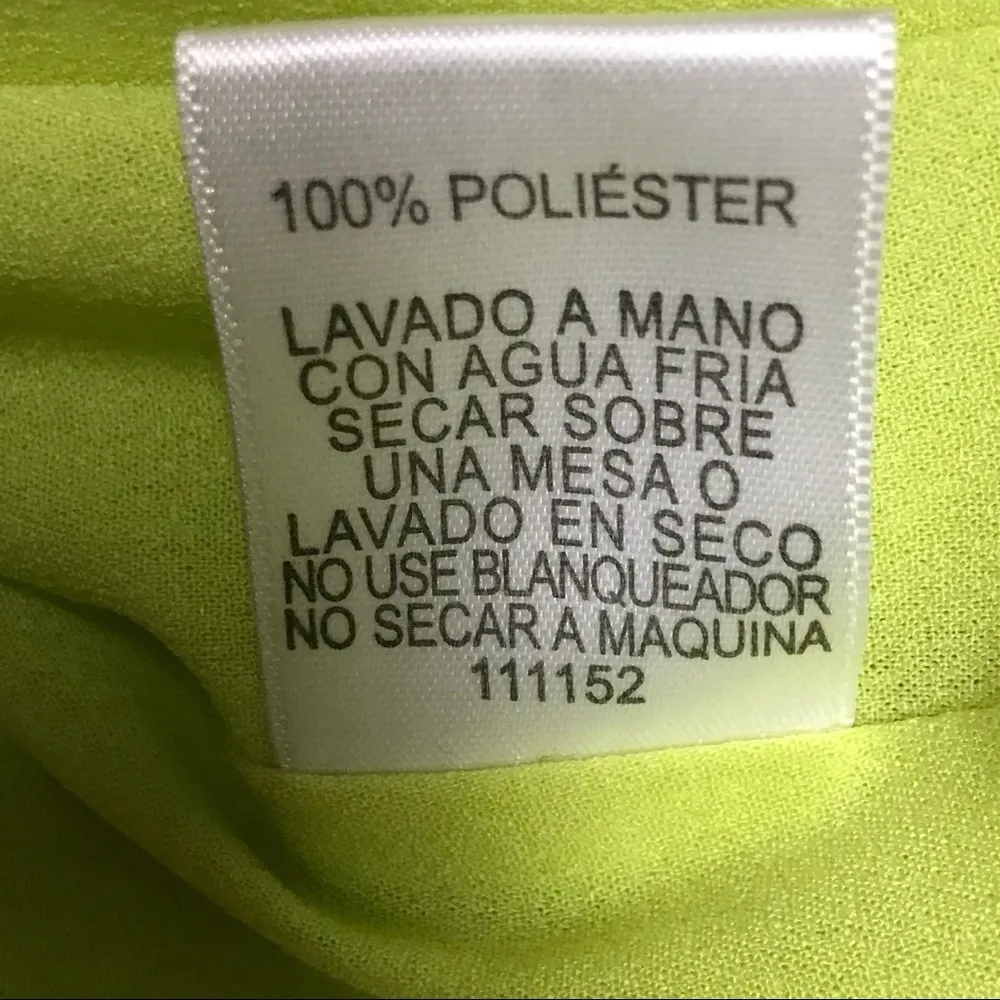 100% POLIÉSTER
LAVADO A MANO
CON AGUA FRIA
SECAR SOBRE
UNA MESA O
LAVADO EN SECO
NO USE BLANQUEADOR
NO SECAR A MAQUINA
111152